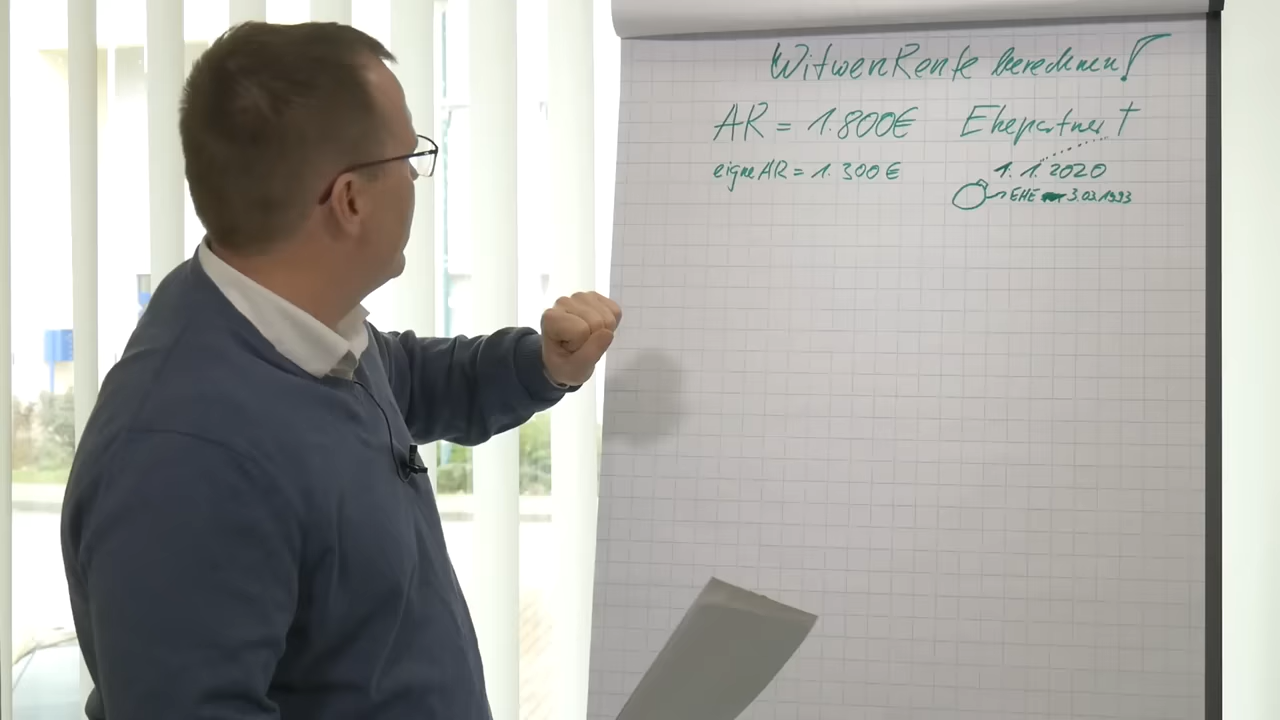 Witwenrente berechnen!
AR = 1.800€ Ehepartner †
eigne AR = 1.300€ 1.1.2020
EHE 3.03.1993